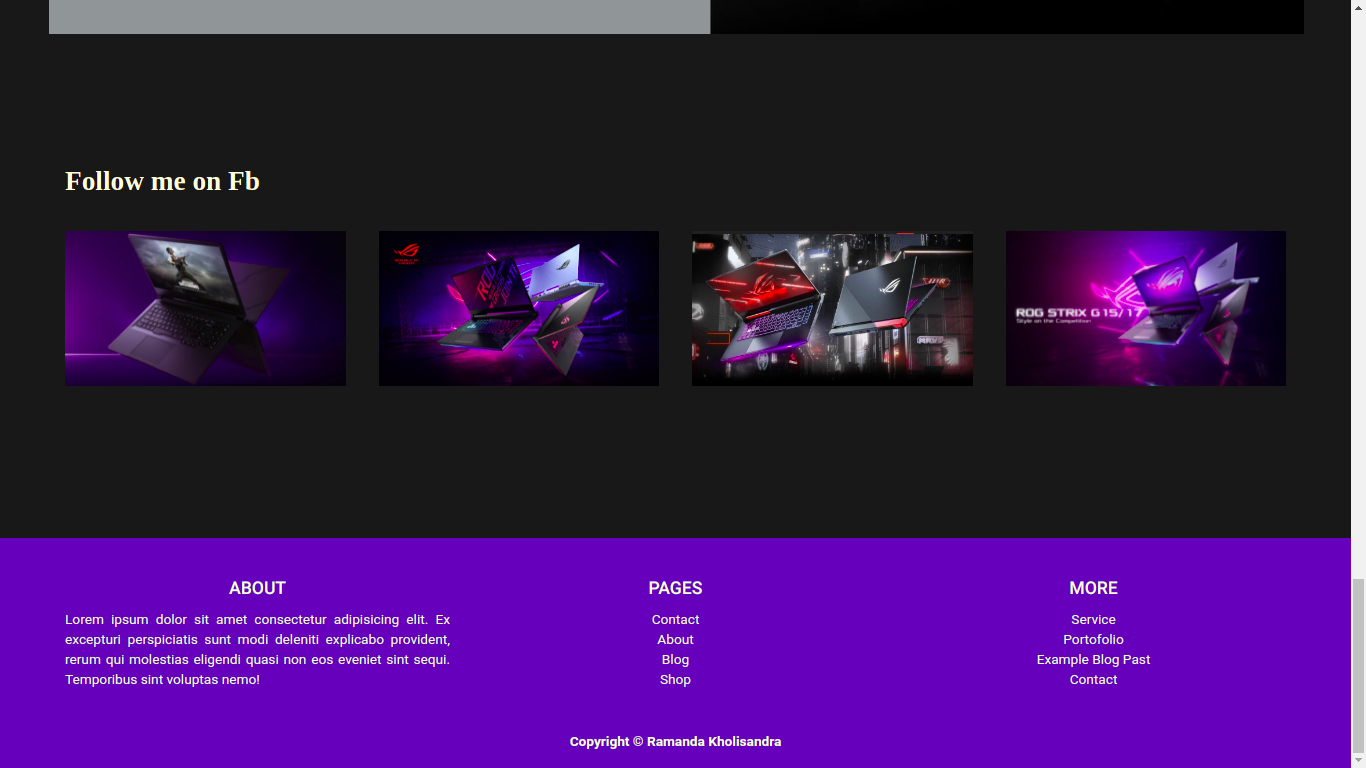 Follow me on Fb
ROG STRIX G15/17
Style on the Competition
ABOUT
Lorem ipsum dolor sit amet consectetur adipisicing elit. Ex
excepturi perspiciatis sunt modi deleniti explicabo provident,
rerum qui molestias eligendi quasi non eos eveniet sint sequi.
Temporibus sint voluptas nemo!
PAGES
Contact
About
Blog
Shop
MORE
Service
Portofolio
Example Blog Past
Contact
Copyright © Ramanda Kholisandra